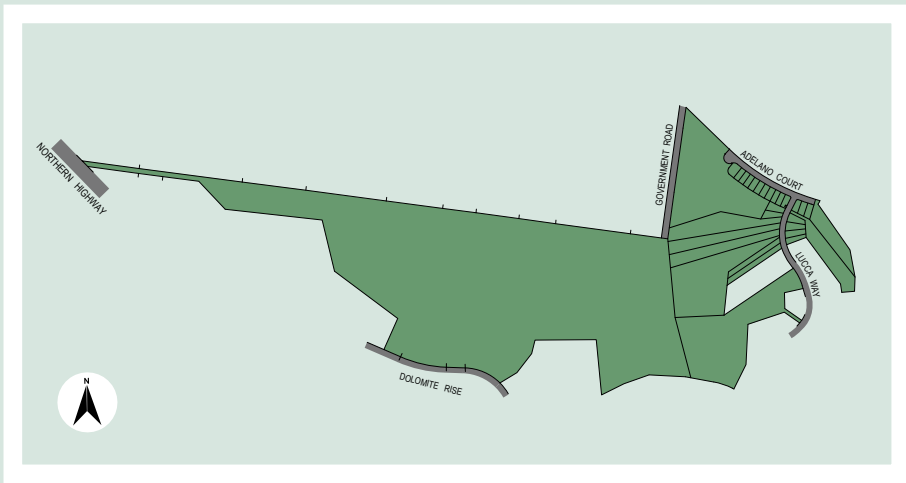 GOVERNMENT ROAD
ADELANO COURT
NORTHERN HIGHWAY
LUCCA WAY
DOLOMITE RISE
N